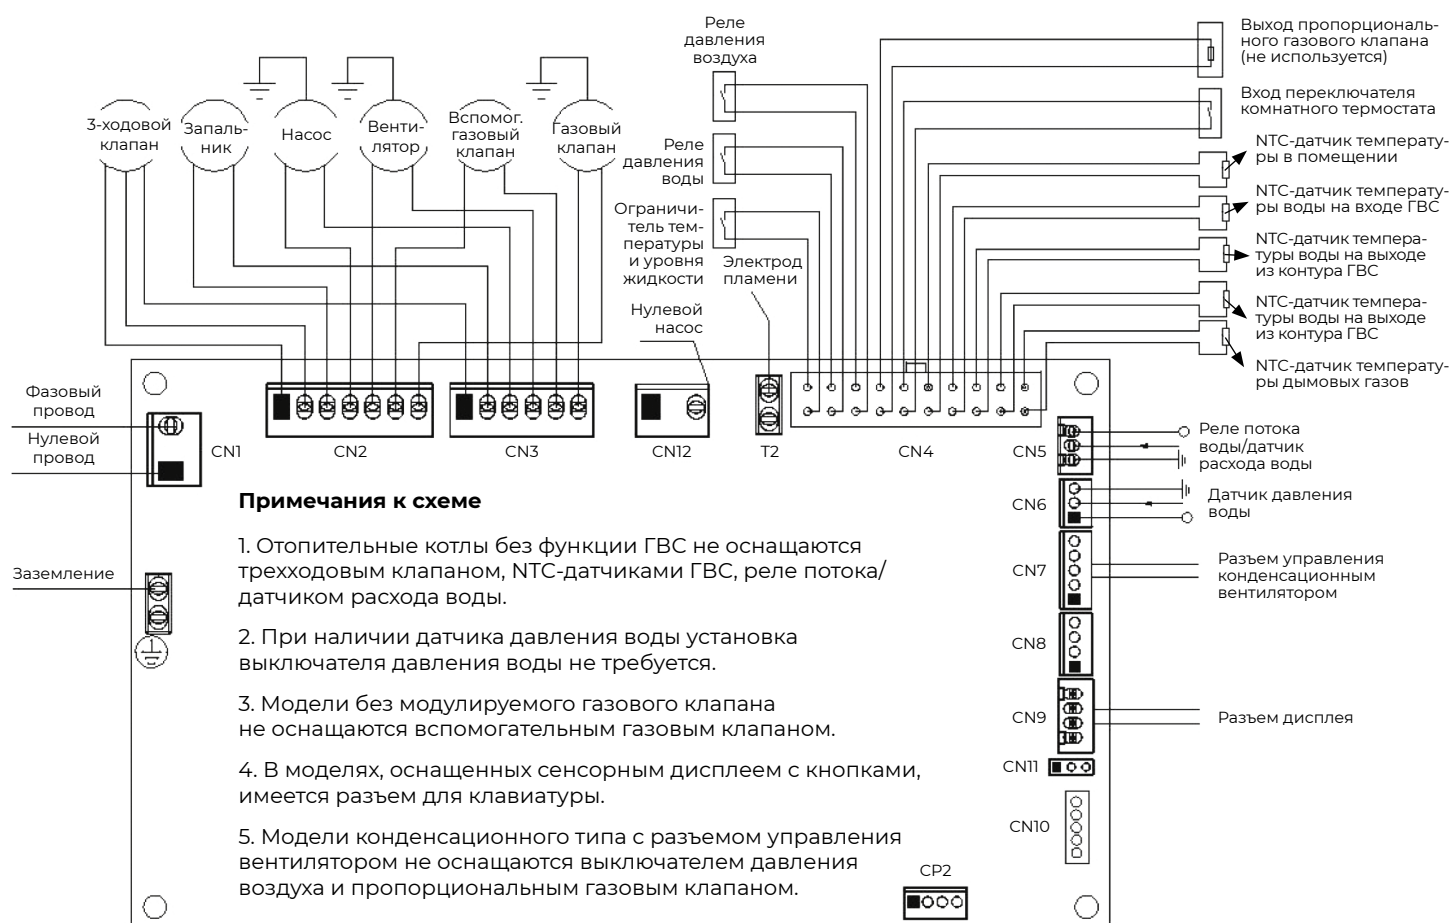 Реле
давления
воздуха
Выход пропорциональ-
ного газового клапана
(не используется)
Вход переключателя
комнатного термостата
3-ходовой
клапан
Запаль-
ник
Насос
Венти-
лятор
Вспомог.
газовый
клапан
Газовый
клапан
Реле
давления
воды
NTC-датчик температу-
ры в помещении
NTC-датчик температу-
ры воды на входе ГВС
Ограничи-
тель тем-
пературы
и уровня
жидкости
Электрод
пламени
NTC-датчик темпера-
туры воды на выходе
из контура ГВС
Нулевой
насос
NTC-датчик темпера-
туры воды на выходе
из контура ГВС
NTC-датчик температу-
ры дымовых газов
Фазовый
провод
Нулевой
провод
CN1
CN2
CN3
CN12
T2
CN4
CN5
Реле потока
воды/датчик
расхода воды
CN6
Датчик давления
воды
CN7
Разъем управления
конденсационным
вентилятором
CN8
CN9
Разъем дисплея
CN11
CN10
CP2
Заземление
1
Примечания к схеме
1. Отопительные котлы без функции ГВС не оснащаются
трехходовым клапаном, NTC-датчиками ГВС, реле потока/
датчиком расхода воды.
2. При наличии датчика давления воды установка
выключателя давления воды не требуется.
3. Модели без модулируемого газового клапана
не оснащаются вспомогательным газовым клапаном.
4. В моделях, оснащенных сенсорным дисплеем с кнопками,
имеется разъем для клавиатуры.
5. Модели конденсационного типа с разъемом управления
вентилятором не оснащаются выключателем давления
воздуха и пропорциональным газовым клапаном.